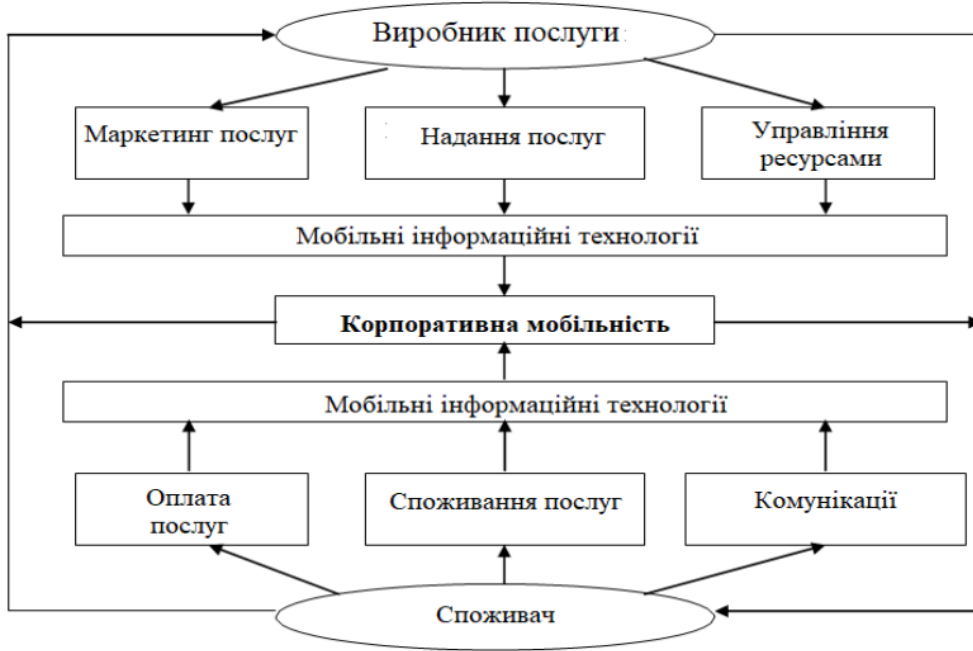 Виробник послуги
Маркетинг послуг
Надання послуг
Управління
ресурсами
Мобільні інформаційні технології
Корпоративна мобільність
Мобільні інформаційні технології
Оплата
послуг
Споживання послуг
Комунікації
Споживач